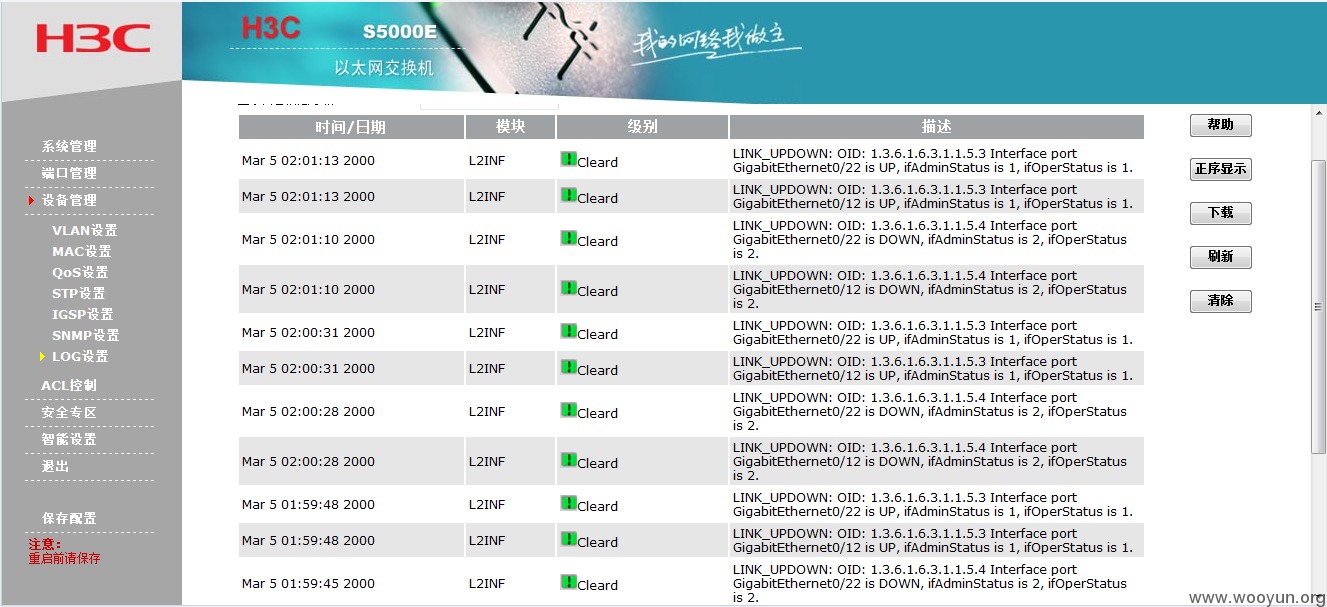 H3C
H3C
S5000E
以太网交换机
我的网络我做主
系统管理
端口管理
设备管理
VLAN设置
MAC设置
QoS设置
STP设置
IGSP设置
SNMP设置
LOG设置
ACL控制
安全专区
智能设置
退出
保存配置
注意：
重启前请保存
时间/日期 模块 级别 描述
Mar 5 02:01:13 2000 L2INF Cleard LINK_UPDOWN: OID: 1.3.6.1.6.3.1.1.5.3 Interface port
GigabitEthernet0/22 is UP, ifAdminStatus is 1, ifOperStatus is 1.
Mar 5 02:01:13 2000 L2INF Cleard LINK_UPDOWN: OID: 1.3.6.1.6.3.1.1.5.3 Interface port
GigabitEthernet0/12 is UP, ifAdminStatus is 1, ifOperStatus is 1.
Mar 5 02:01:10 2000 L2INF Cleard LINK_UPDOWN: OID: 1.3.6.1.6.3.1.1.5.4 Interface port
GigabitEthernet0/22 is DOWN, ifAdminStatus is 2, ifOperStatus
is 2.
Mar 5 02:01:10 2000 L2INF Cleard LINK_UPDOWN: OID: 1.3.6.1.6.3.1.1.5.4 Interface port
GigabitEthernet0/12 is DOWN, ifAdminStatus is 2, ifOperStatus
is 2.
Mar 5 02:00:31 2000 L2INF Cleard LINK_UPDOWN: OID: 1.3.6.1.6.3.1.1.5.3 Interface port
GigabitEthernet0/22 is UP, ifAdminStatus is 1, ifOperStatus is 1.
Mar 5 02:00:31 2000 L2INF Cleard LINK_UPDOWN: OID: 1.3.6.1.6.3.1.1.5.3 Interface port
GigabitEthernet0/12 is UP, ifAdminStatus is 1, ifOperStatus is 1.
Mar 5 02:00:28 2000 L2INF Cleard LINK_UPDOWN: OID: 1.3.6.1.6.3.1.1.5.4 Interface port
GigabitEthernet0/22 is DOWN, ifAdminStatus is 2, ifOperStatus
is 2.
Mar 5 02:00:28 2000 L2INF Cleard LINK_UPDOWN: OID: 1.3.6.1.6.3.1.1.5.4 Interface port
GigabitEthernet0/12 is DOWN, ifAdminStatus is 2, ifOperStatus
is 2.
Mar 5 01:59:48 2000 L2INF Cleard LINK_UPDOWN: OID: 1.3.6.1.6.3.1.1.5.3 Interface port
GigabitEthernet0/22 is UP, ifAdminStatus is 1, ifOperStatus is 1.
Mar 5 01:59:48 2000 L2INF Cleard LINK_UPDOWN: OID: 1.3.6.1.6.3.1.1.5.3 Interface port
GigabitEthernet0/12 is UP, ifAdminStatus is 1, ifOperStatus is 1.
Mar 5 01:59:45 2000 L2INF Cleard LINK_UPDOWN: OID: 1.3.6.1.6.3.1.1.5.4 Interface port
GigabitEthernet0/22 is DOWN, ifAdminStatus is 2, ifOperStatus
is 2.
帮助
正序显示
下载
刷新
清除
www.wooyun.org